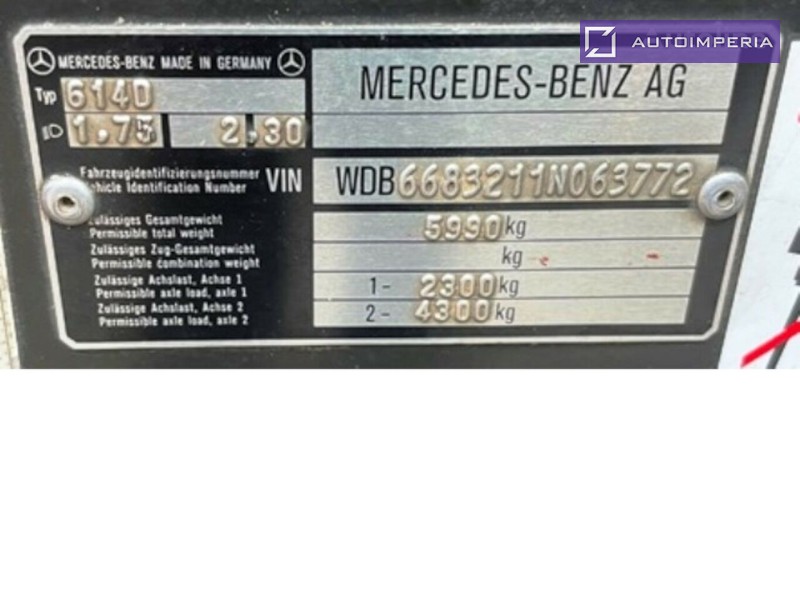 AUTOIMPERIA
MERCEDES-BENZ MADE IN GERMANY
MERCEDES-BENZ AG
Typ 614D
1.75 2.30
Fahrzeugidentifizierungsnummer
Vehicle Identification Number VIN WDB6683211N063772
Zulässiges Gesamtgewicht
Permissible total weight 5990 kg
Zulässiges Zug-Gesamtgewicht
Permissible combination weight kg
Zulässige Achslast, Achse 1
Permissible axle load, axle 1 1- 2300 kg
Zulässige Achslast, Achse 2
Permissible axle load, axle 2 2- 4300 kg